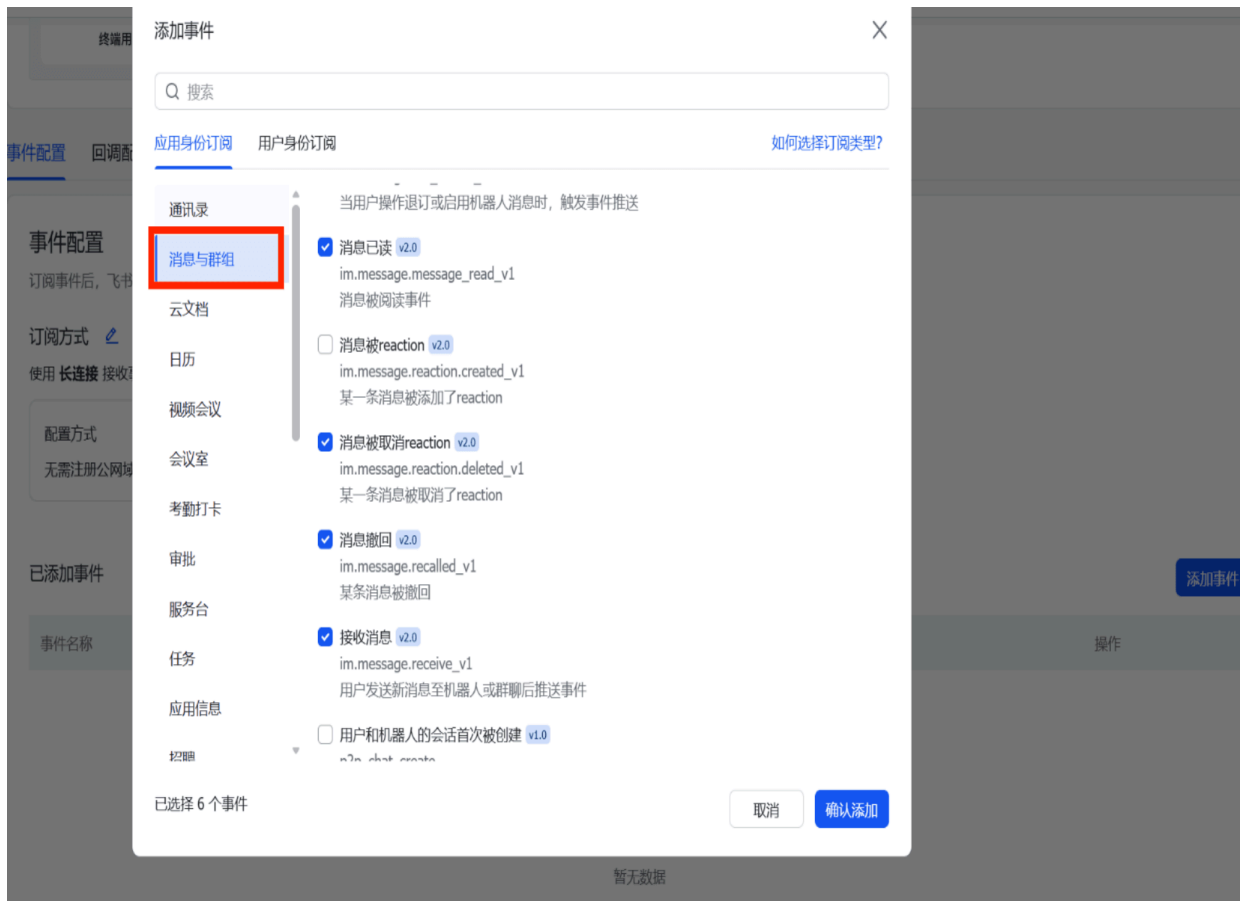 终端用
添加事件
搜索
应用身份订阅 用户身份订阅 如何选择订阅类型?
事件配置 回调配
事件配置
订阅事件后，飞书
订阅方式
使用 长连接 接收
配置方式
无需注册公网域
已添加事件
添加事件
事件名称
操作
通讯录
消息与群组
云文档
日历
视频会议
会议室
考勤打卡
审批
服务台
任务
应用信息
招聘
当用户操作退订或启用机器人消息时，触发事件推送
消息已读 v2.0
im.message.message_read_v1
消息被阅读事件
消息被reaction v2.0
im.message.reaction.created_v1
某一条消息被添加了reaction
消息被取消reaction v2.0
im.message.reaction.deleted_v1
某一条消息被取消了reaction
消息撤回 v2.0
im.message.recalled_v1
某条消息被撤回
接收消息 v2.0
im.message.receive_v1
用户发送新消息至机器人或群聊后推送事件
用户和机器人的会话首次被创建 v1.0
p2p_chat_create
已选择 6 个事件
取消 确认添加
暂无数据